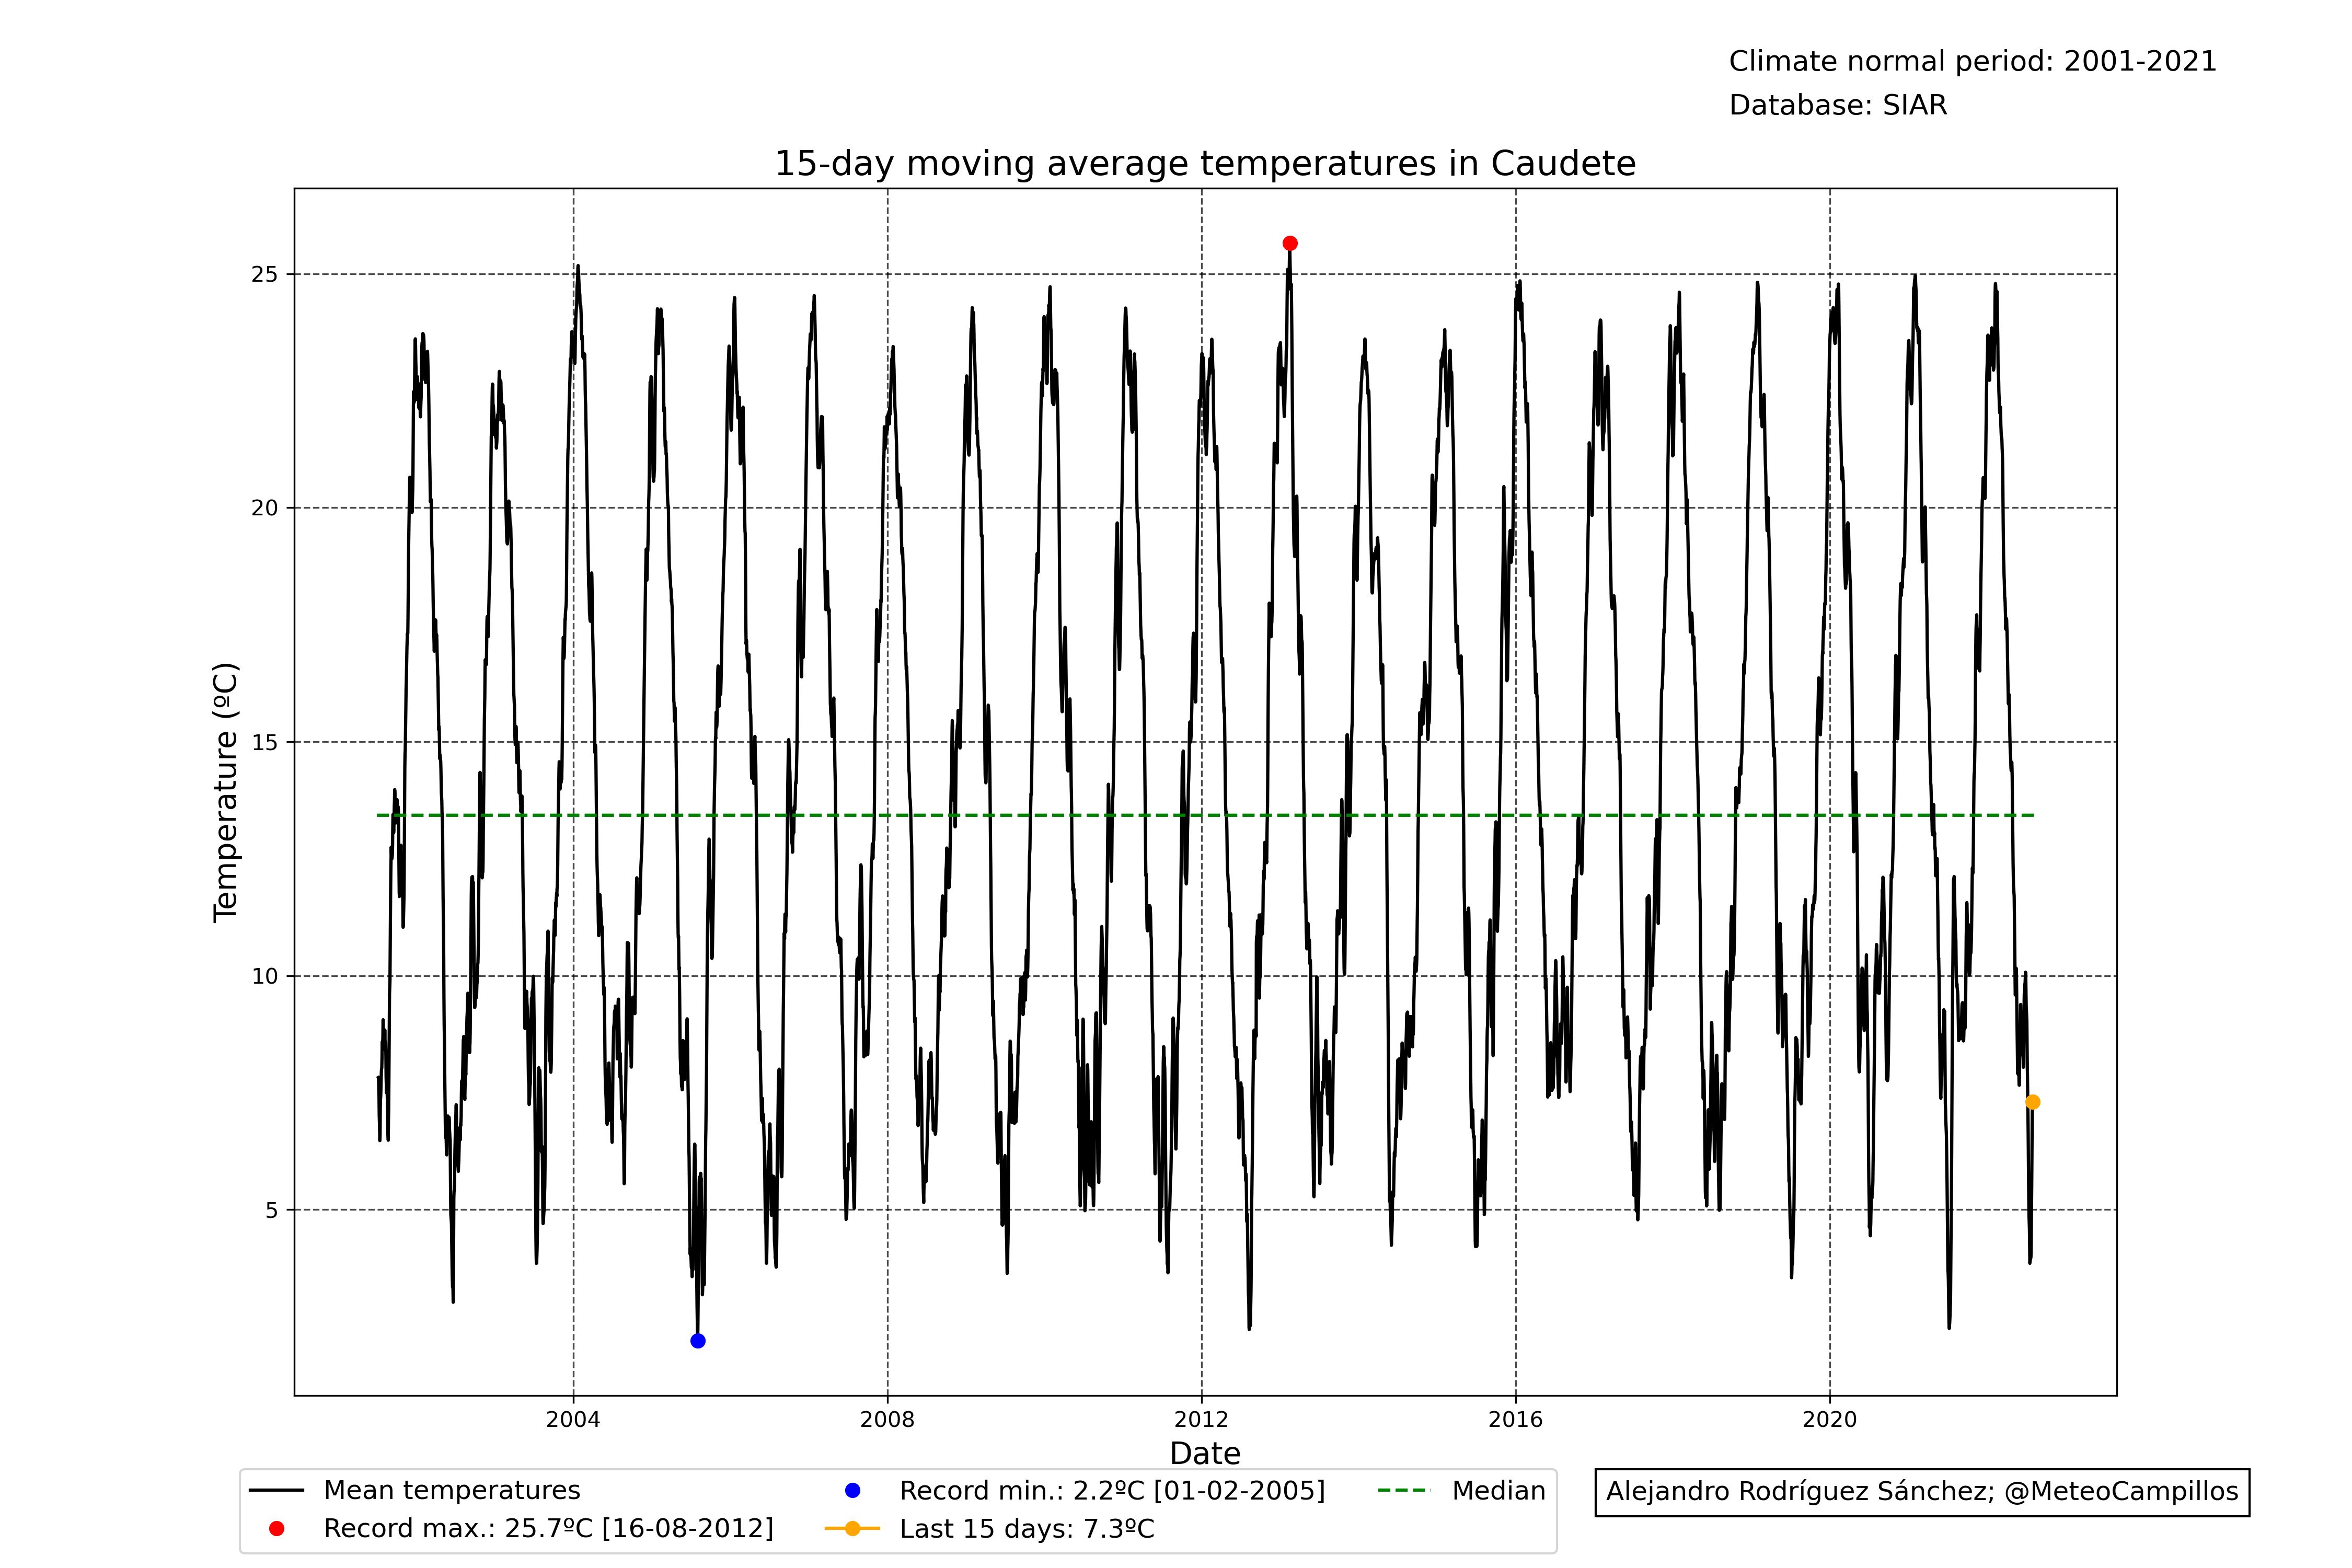 Climate normal period: 2001-2021
Database: SIAR
15-day moving average temperatures in Caudete
25
20
15
10
5
Temperature (ºC)
2004
2008
2012
2016
2020
Date
Mean temperatures
Record max.: 25.7ºC [16-08-2012]
Record min.: 2.2ºC [01-02-2005]
Last 15 days: 7.3ºC
Median
Alejandro Rodríguez Sánchez; @MeteoCampillos